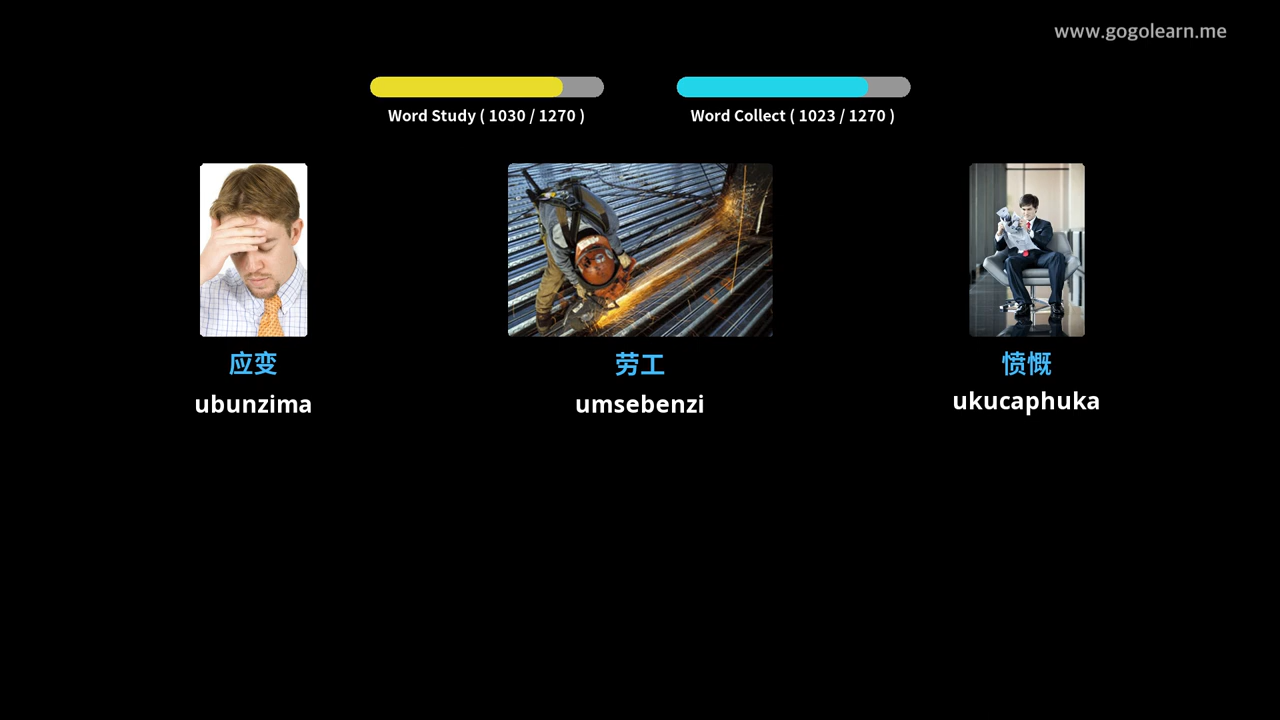 www.gogolearn.me
Word Study ( 1030 / 1270 )
Word Collect ( 1023 / 1270 )
应变
劳工
愤慨
ubunzima
umsebenzi
ukucaphuka